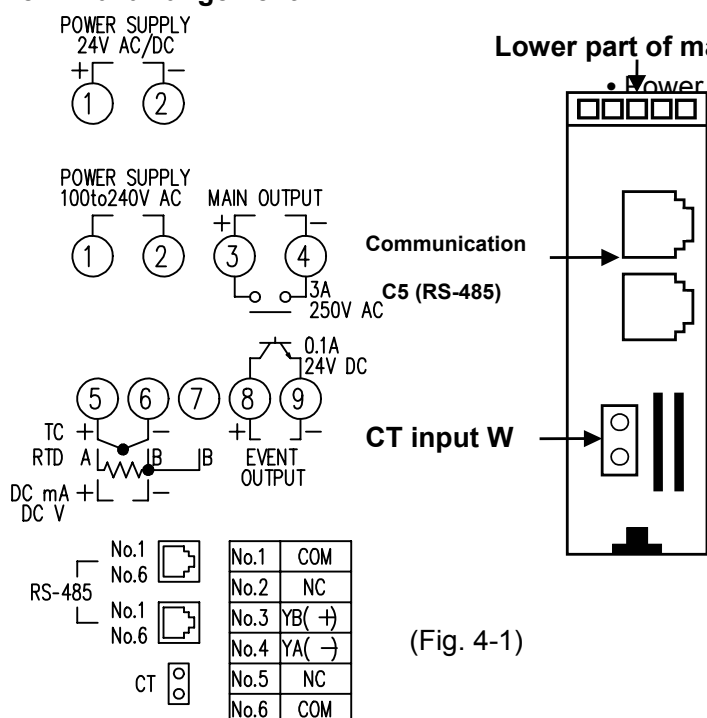 POWER SUPPLY
24V AC/DC
+ −
1 2
Lower part of ma
• Power
POWER SUPPLY
100to240V AC
1 2
MAIN OUTPUT
+ −
3 4
3A
250V AC
Communication
C5 (RS-485)
0.1A
24V DC
5 6 7 8 9
TC + −
RTD A B B
DC mA + −
DC V
+ −
EVENT
OUTPUT
CT input W
RS-485
No.1
No.6
No.1
No.6
CT
No.1 COM
No.2 NC
No.3 YB( +)
No.4 YA( −)
No.5 NC
No.6 COM
(Fig. 4-1)